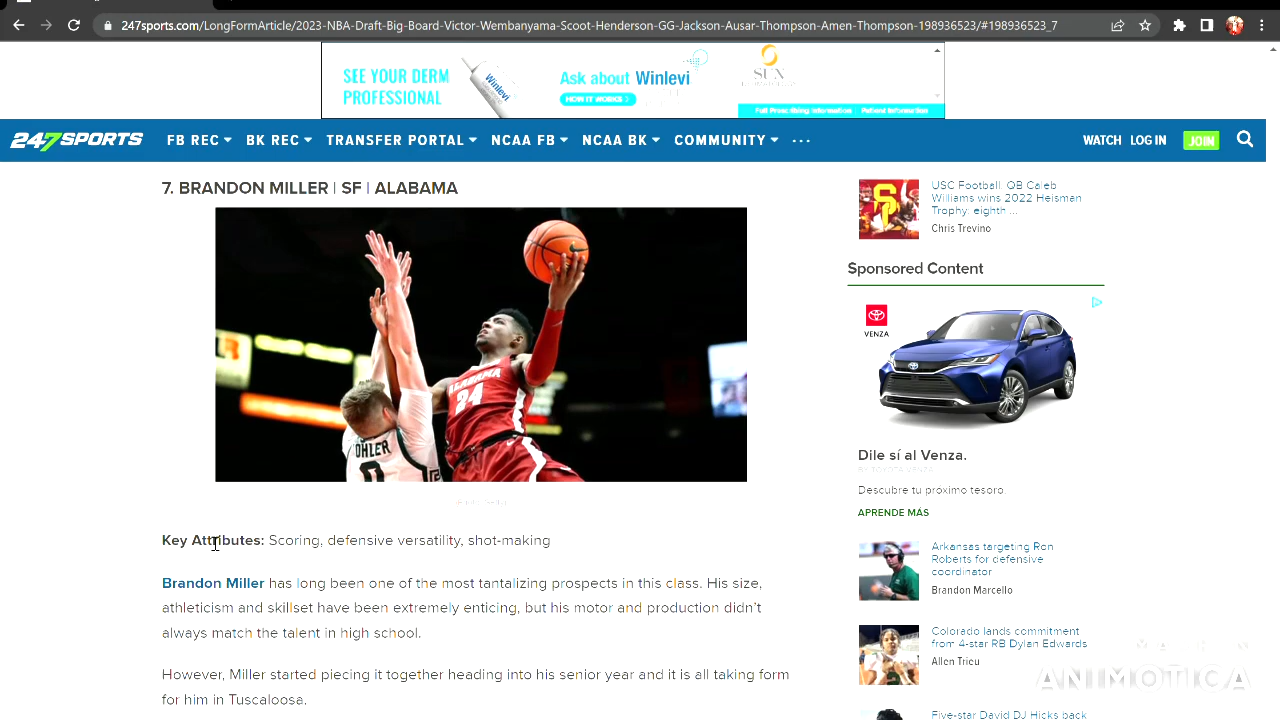 247sports.com/LongFormArticle/2023-NBA-Draft-Big-Board-Victor-Wembanyama-Scoot-Henderson-GG-Jackson-Ausar-Thompson-Amen-Thompson-198936523/#198936523_7
SEE YOUR DERM
PROFESSIONAL
Winlevi
Ask about Winlevi
HOW IT WORKS
SUN
Full Prescribing Information Patient Information
247SPORTS
FB REC
BK REC
TRANSFER PORTAL
NCAA FB
NCAA BK
COMMUNITY
...
WATCH
LOG IN
JOIN
7. BRANDON MILLER | SF | ALABAMA
ALABAMA
24
OHLER
0
Key Attributes: Scoring, defensive versatility, shot-making
Brandon Miller has long been one of the most tantalizing prospects in this class. His size,
athleticism and skillset have been extremely enticing, but his motor and production didn't
always match the talent in high school.
However, Miller started piecing it together heading into his senior year and it is all taking form
for him in Tuscaloosa.
USC Football: QB Caleb
Williams wins 2022 Heisman
Trophy: eighth ...
Chris Trevino
Sponsored Content
VENZA
Dile sí al Venza.
BY TOYOTA VENZA
Descubre tu próximo tesoro.
APRENDE MÁS
Arkansas targeting Ron
Roberts for defensive
coordinator
Brandon Marcello
Colorado lands commitment
from 4-star RB Dylan Edwards
Allen Trieu
Five-star David DJ Hicks back
ANIMOTICA